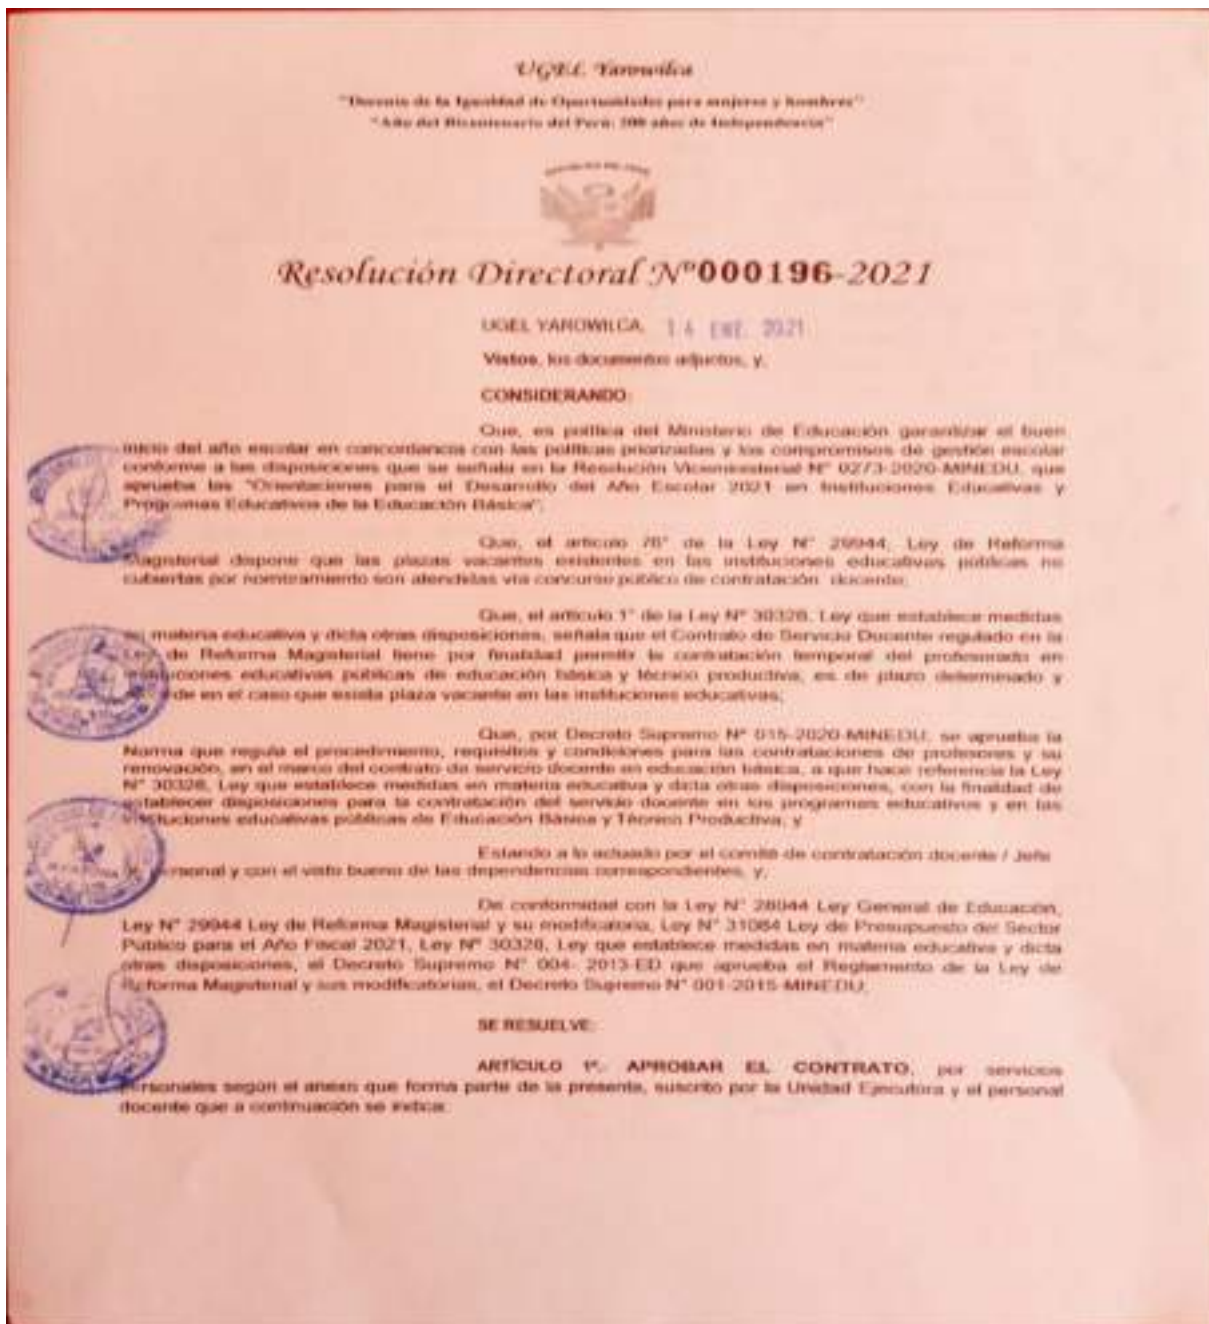 UGEL Yarowilca
"Decenio de la Igualdad de Oportunidades para mujeres y hombres"
"Año del Bicentenario del Perú: 200 años de Independencia"
Resolución Directoral Nº000196-2021
UGEL YAROWILCA, 14 ENE. 2021
Vistos, los documentos adjuctos, y,
CONSIDERANDO:
Que, es política del Ministerio de Educación garantizar el buen
inicio del año escolar en concordancia con las políticas priorizadas y los compromisos de gestión escolar
conforme a las disposiciones que se señala en la Resolución Viceministerial N° 0273-2020-MINEDU, que
aprueba las "Orientaciones para el Desarrollo del Año Escolar 2021 en Instituciones Educativas y
Programas Educativos de la Educación Básica";
Que, el artículo 76° de la Ley N° 29944, Ley de Reforma
Magisterial dispone que las plazas vacantes existentes en las instituciones educativas públicas no
cubiertas por nombramiento son atendidas vía concurso público de contratación docente;
Que, el artículo 1° de la Ley N° 30328, Ley que establece medidas
en materia educativa y dicta otras disposiciones, señala que el Contrato de Servicio Docente regulado en la
Ley de Reforma Magisterial tiene por finalidad permitir la contratación temporal del profesorado en
instituciones educativas públicas de educación básica y técnico productiva, es de plazo determinado y
de en el caso que exista plaza vacante en las instituciones educativas;
Que, por Decreto Supremo N° 015-2020-MINEDU, se aprueba la
Norma que regula el procedimiento, requisitos y condiciones para las contrataciones de profesores y su
renovación, en el marco del contrato de servicio docente en educación básica, a que hace referencia la Ley
N° 30328, Ley que establece medidas en materia educativa y dicta otras disposiciones, con la finalidad de
establecer disposiciones para la contratación del servicio docente en los programas educativos y en las
instituciones educativas públicas de Educación Básica y Técnico Productiva, y
Estando a lo actuado por el comité de contratación docente / Jefe
personal y con el visto bueno de las dependencias correspondientes, y,
De conformidad con la Ley N° 28044 Ley General de Educación,
Ley N° 29944 Ley de Reforma Magisterial y su modificatoria, Ley N° 31084 Ley de Presupuesto del Sector
Público para el Año Fiscal 2021, Ley N° 30328, Ley que establece medidas en materia educativa y dicta
otras disposiciones, el Decreto Supremo N° 004- 2013-ED que aprueba el Reglamento de la Ley de
Reforma Magisterial y sus modificatorias, el Decreto Supremo N° 001-2015-MINEDU;
SE RESUELVE:
ARTÍCULO 1º.- APROBAR EL CONTRATO, por servicios
personales según el anexo que forma parte de la presente, suscrito por la Unidad Ejecutora y el personal
docente que a continuación se indica: